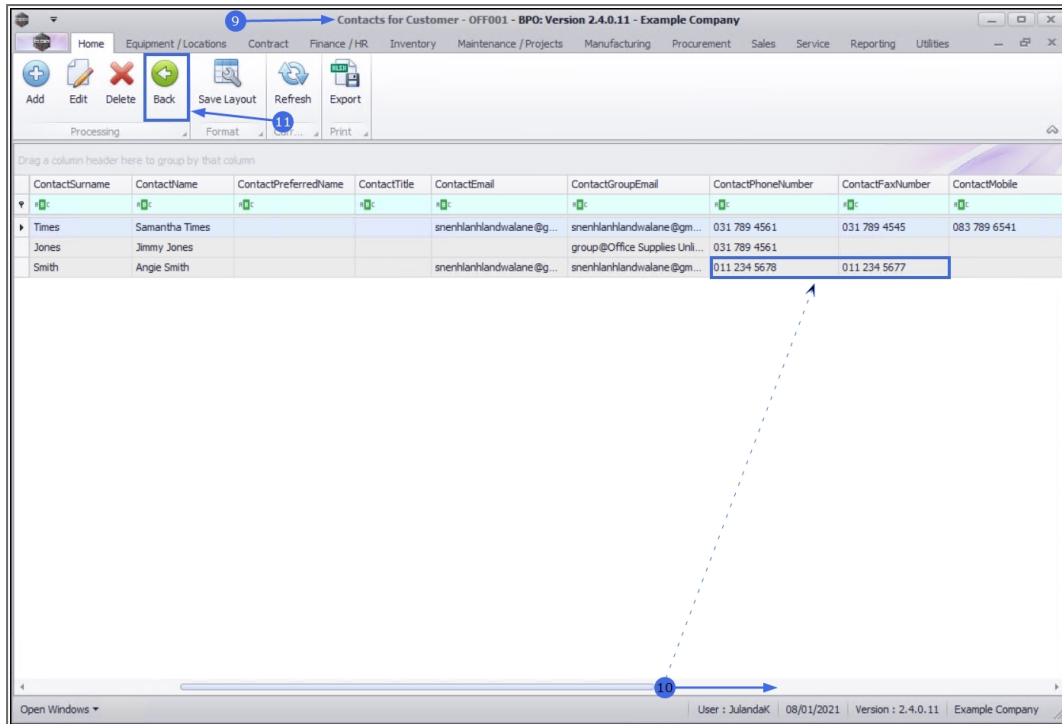 9
Contacts for Customer - OFF001 - BPO: Version 2.4.0.11 - Example Company
Home Equipment / Locations Contract Finance / HR Inventory Maintenance / Projects Manufacturing Procurement Sales Service Reporting Utilities
Add Edit Delete Back Save Layout Refresh Export
11
Processing Format Print
Drag a column header here to group by that column
ContactSurname ContactName ContactPreferredName ContactTitle ContactEmail ContactGroupEmail ContactPhoneNumber ContactFaxNumber ContactMobile
Times Samantha Times snenhlanhlandwalane@g... snenhlanhlandwalane@gm... 031 789 4561 031 789 4545 083 789 6541
Jones Jimmy Jones group@Office Supplies Unli... 031 789 4561
Smith Angie Smith snenhlanhlandwalane@g... snenhlanhlandwalane@gm... 011 234 5678 011 234 5677
10
Open Windows User : JulandaK 08/01/2021 Version : 2.4.0.11 Example Company